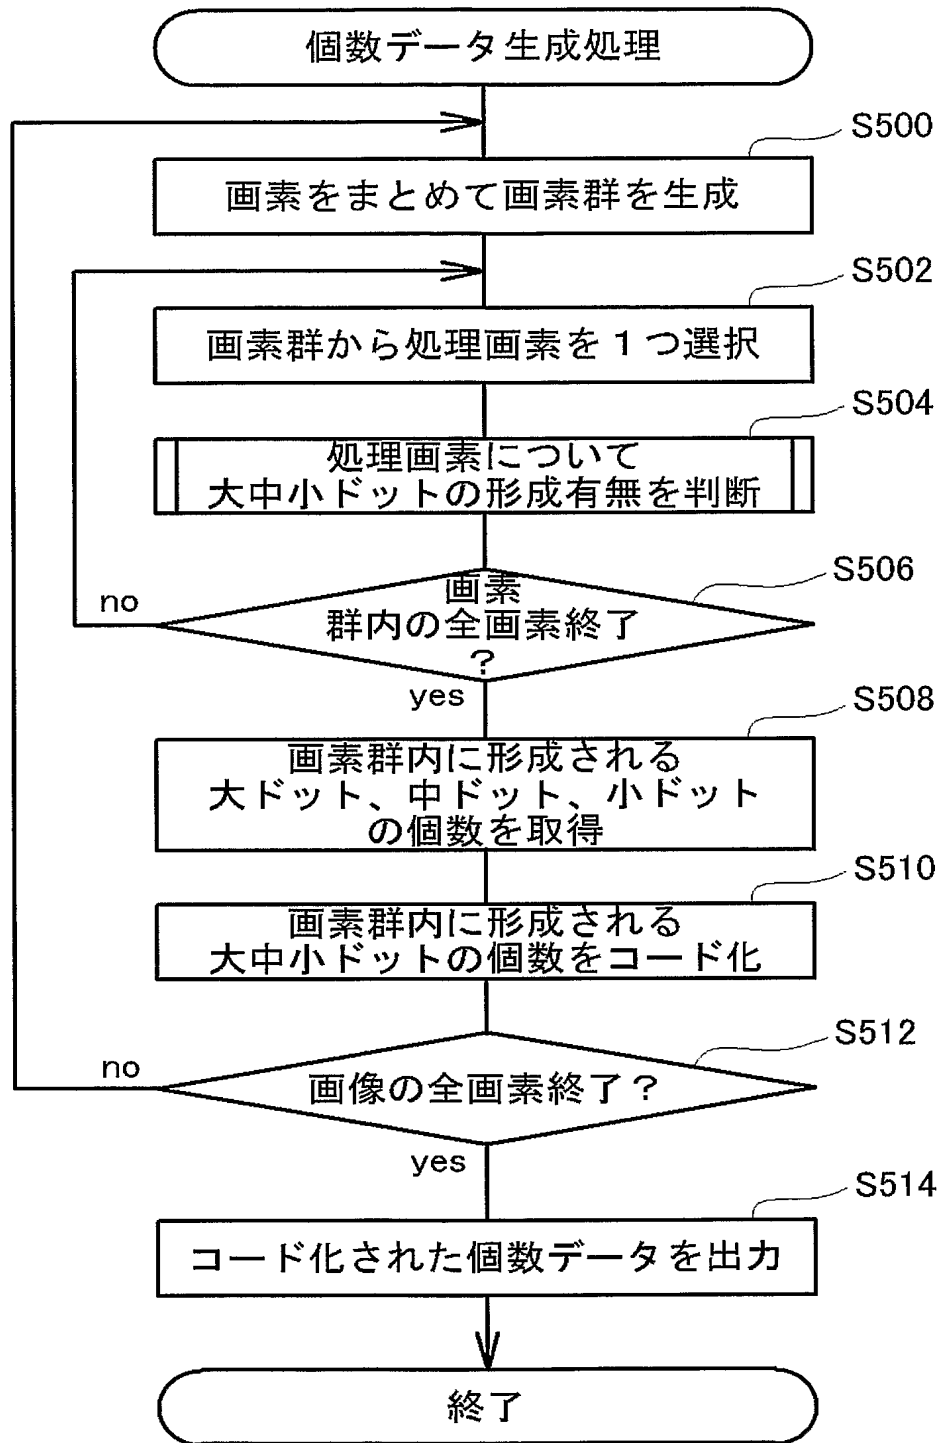 個数データ生成処理
S500
画素をまとめて画素群を生成
S502
画素群から処理画素を１つ選択
S504
処理画素について
大中小ドットの形成有無を判断
S506
画素
群内の全画素終了
？
no
yes
S508
画素群内に形成される
大ドット、中ドット、小ドット
の個数を取得
S510
画素群内に形成される
大中小ドットの個数をコード化
S512
画像の全画素終了？
no
yes
S514
コード化された個数データを出力
終了